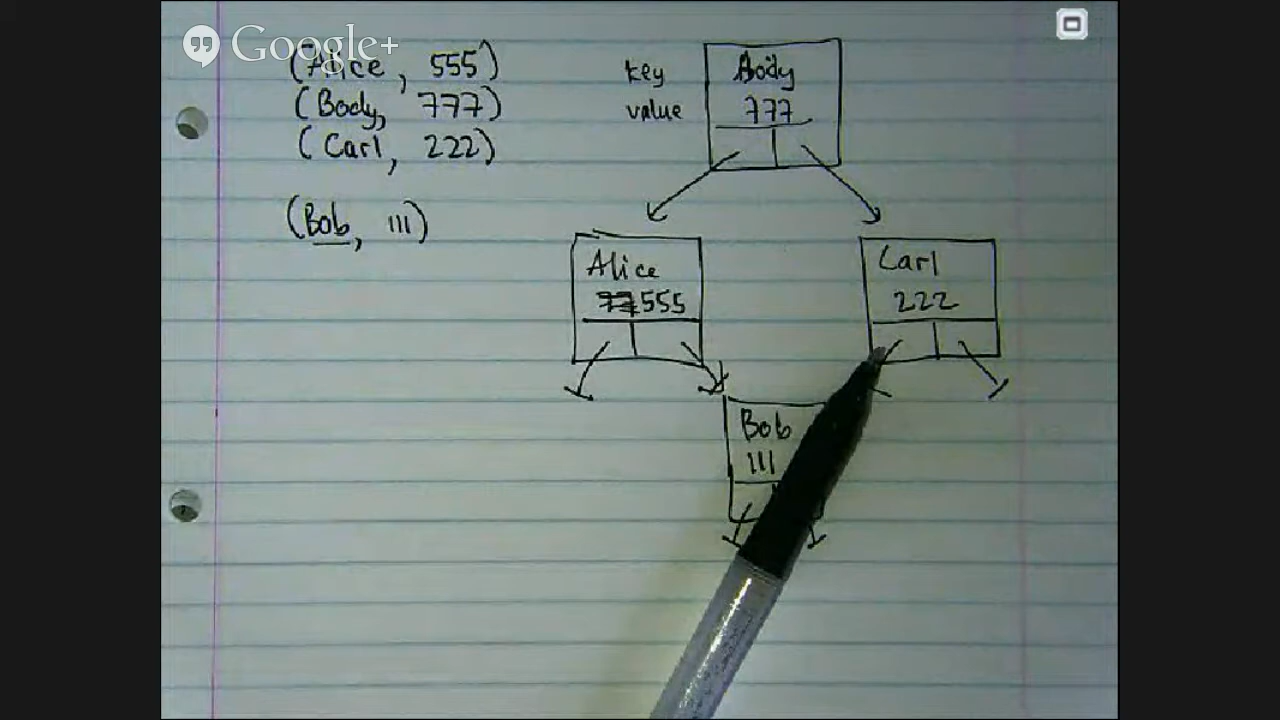 Google+
(Alice, 555)
(Body, 777)
(Carl, 222)
(Bob, 111)
key
value
Body
777
Alice
555
Carl
222
Bob
111